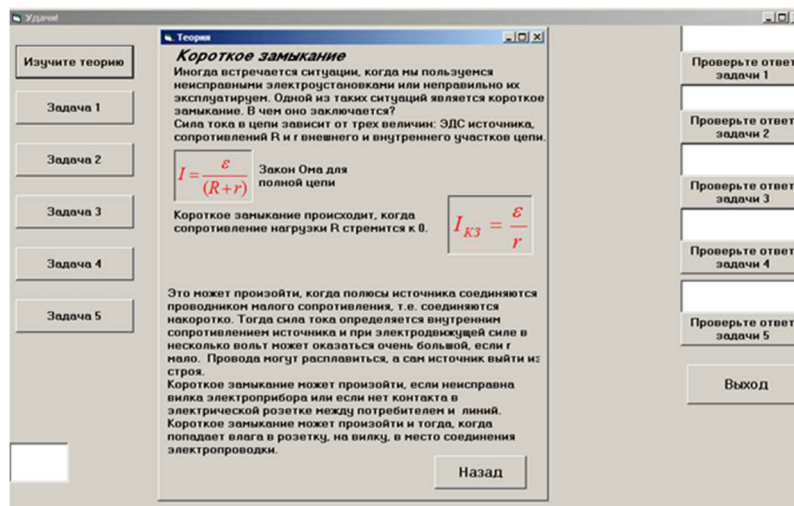 Удачи!
Изучите теорию
Задача 1
Задача 2
Задача 3
Задача 4
Задача 5
Теория
Короткое замыкание
Иногда встречается ситуации, когда мы пользуемся
неисправными электроустановками или неправильно их
эксплуатируем. Одной из таких ситуаций является короткое
замыкание. В чем оно заключается?
Сила тока в цепи зависит от трех величин: ЭДС источника,
сопротивлений R и r внешнего и внутреннего участков цепи.
I = ε / (R + r)
Закон Ома для
полной цепи
Короткое замыкание происходит, когда
сопротивление нагрузки R стремится к 0.
I КЗ = ε / r
Это может произойти, когда полюсы источника соединяются
проводником малого сопротивления, т.е. соединяются
накоротко. Тогда сила тока определяется внутренним
сопротивлением источника и при электродвижущей силе в
несколько вольт может оказаться очень большой, если r
мало. Провода могут расплавиться, а сам источник выйти из
строя.
Короткое замыкание может произойти, если неисправна
вилка электроприбора или если нет контакта в
электрической розетке между потребителем и линий.
Короткое замыкание может произойти и тогда, когда
попадает влага в розетку, на вилку, в место соединения
электропроводки.
Назад
Проверьте ответ
задачи 1
Проверьте ответ
задачи 2
Проверьте ответ
задачи 3
Проверьте ответ
задачи 4
Проверьте ответ
задачи 5
Выход